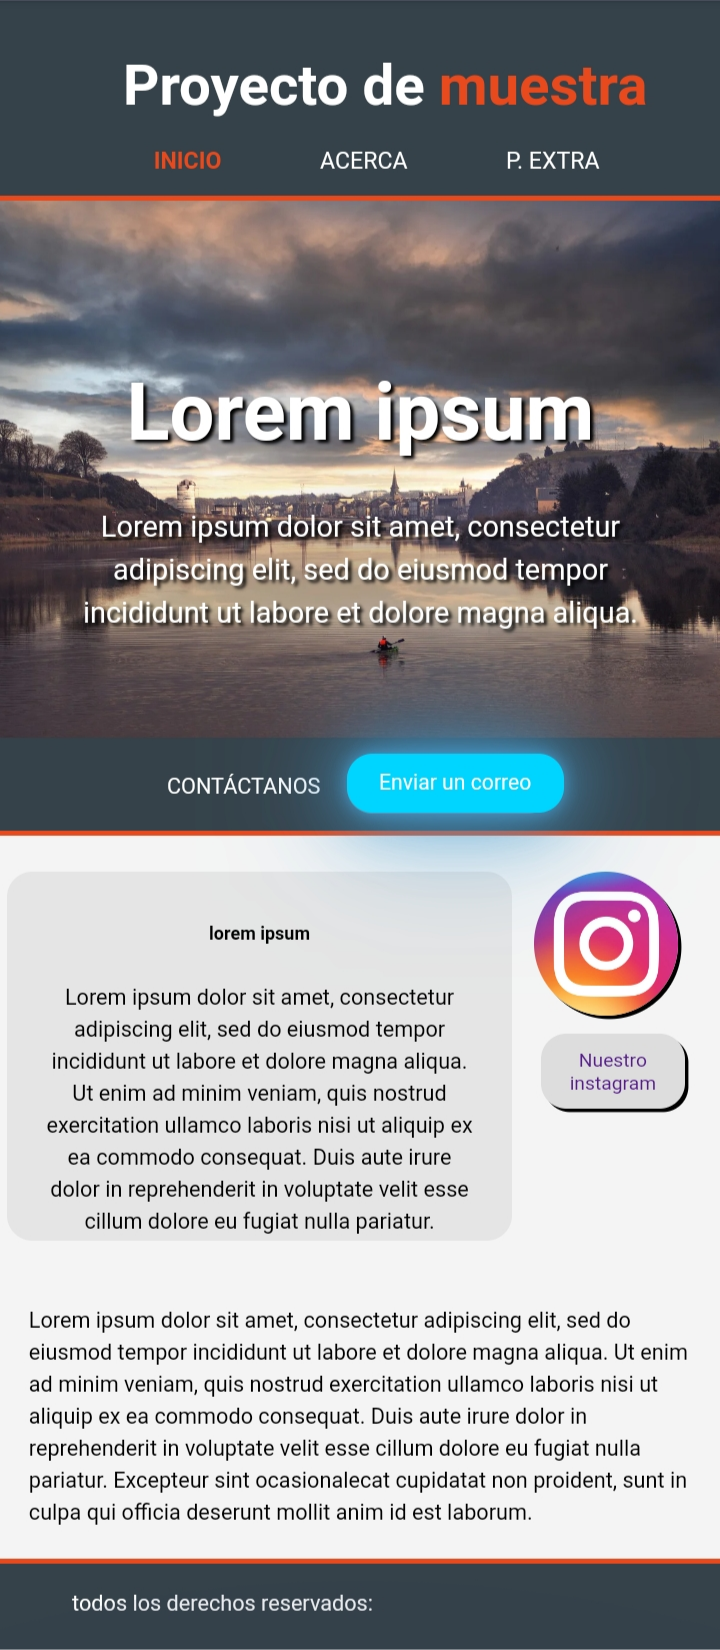 Proyecto de muestra
INICIO ACERCA P. EXTRA
Lorem ipsum
Lorem ipsum dolor sit amet, consectetur
adipiscing elit, sed do eiusmod tempor
incididunt ut labore et dolore magna aliqua.
CONTÁCTANOS Enviar un correo
lorem ipsum
Lorem ipsum dolor sit amet, consectetur
adipiscing elit, sed do eiusmod tempor
incididunt ut labore et dolore magna aliqua.
Ut enim ad minim veniam, quis nostrud
exercitation ullamco laboris nisi ut aliquip ex
ea commodo consequat. Duis aute irure
dolor in reprehenderit in voluptate velit esse
cillum dolore eu fugiat nulla pariatur.
Nuestro
instagram
Lorem ipsum dolor sit amet, consectetur adipiscing elit, sed do
eiusmod tempor incididunt ut labore et dolore magna aliqua. Ut enim
ad minim veniam, quis nostrud exercitation ullamco laboris nisi ut
aliquip ex ea commodo consequat. Duis aute irure dolor in
reprehenderit in voluptate velit esse cillum dolore eu fugiat nulla
pariatur. Excepteur sint ocasionalecat cupidatat non proident, sunt in
culpa qui officia deserunt mollit anim id est laborum.
todos los derechos reservados: